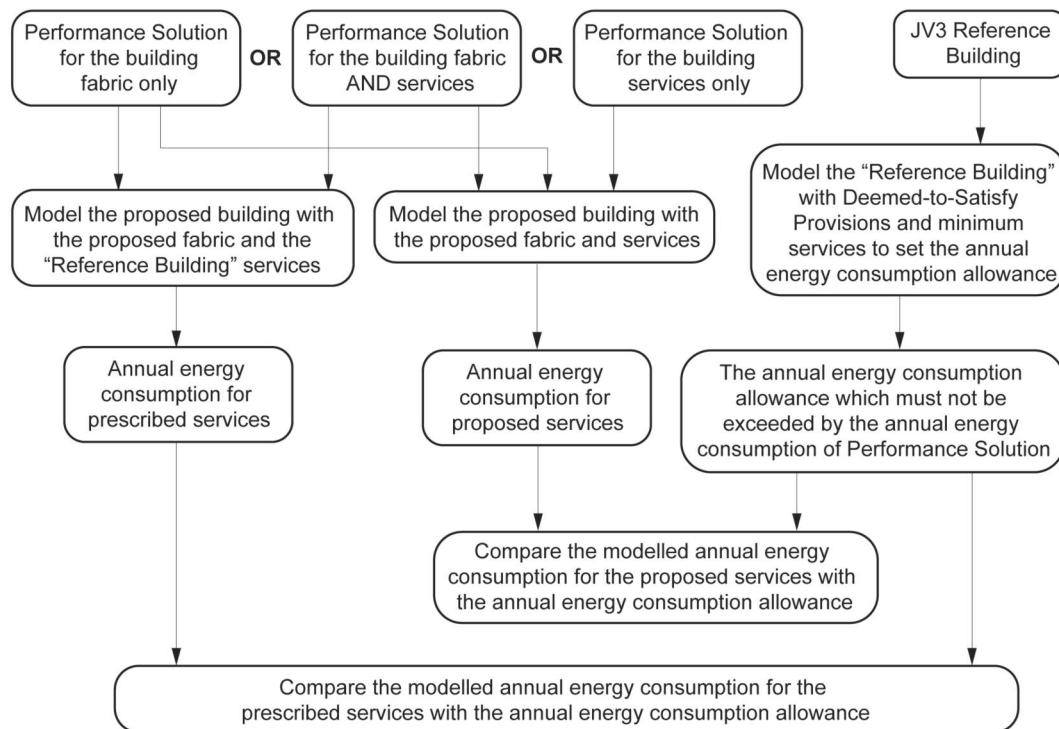 Performance Solution
for the building
fabric only
OR
Performance Solution
for the building fabric
AND services
OR
Performance Solution
for the building
services only
JV3 Reference
Building
Model the proposed building with
the proposed fabric and the
“Reference Building” services
Model the proposed building with
the proposed fabric and services
Model the “Reference Building”
with Deemed-to-Satisfy
Provisions and minimum
services to set the annual
energy consumption allowance
Annual energy
consumption for
prescribed services
Annual energy
consumption for
proposed services
The annual energy consumption
allowance which must not be
exceeded by the annual energy
consumption of Performance Solution
Compare the modelled annual energy
consumption for the proposed services with
the annual energy consumption allowance
Compare the modelled annual energy consumption for the
prescribed services with the annual energy consumption allowance